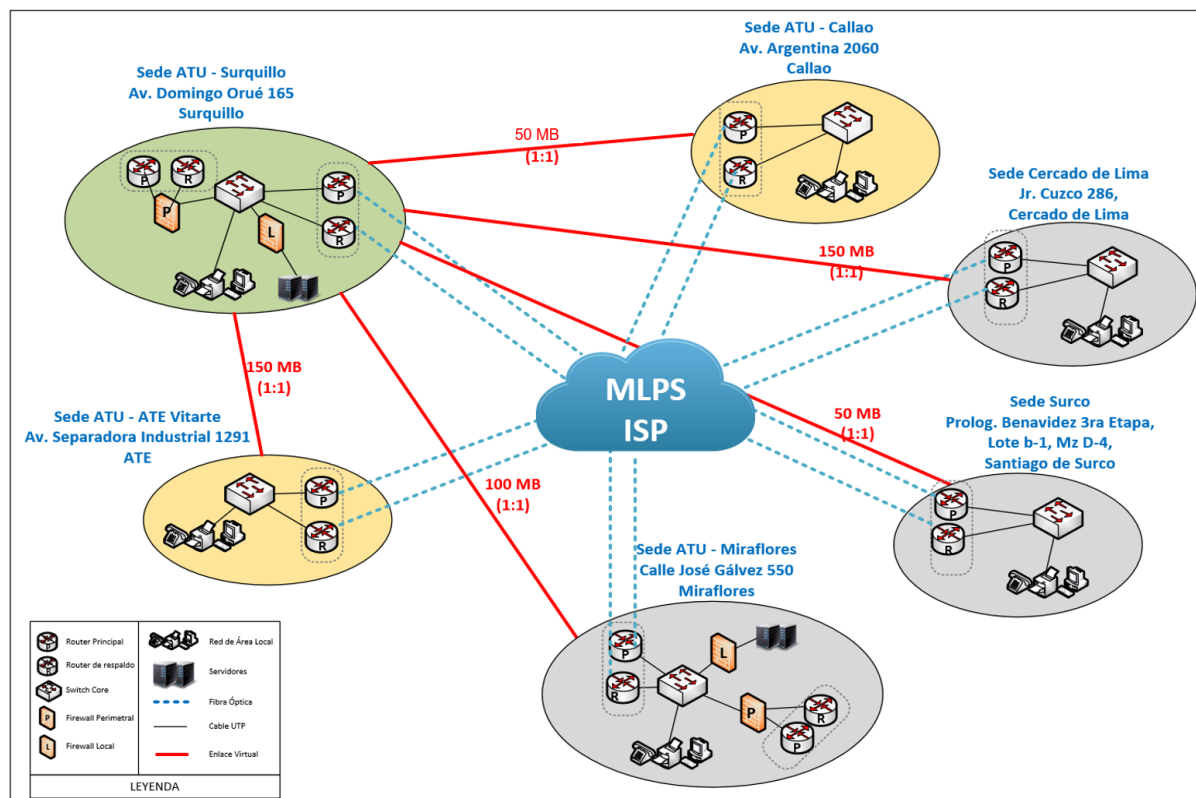 Sede ATU - Surquillo
Av. Domingo Orué 165
Surquillo
P
R
P
L
P
R
Sede ATU - Callao
Av. Argentina 2060
Callao
P
R
50 MB
(1:1)
Sede Cercado de Lima
Jr. Cuzco 286,
Cercado de Lima
P
R
150 MB
(1:1)
MLPS
ISP
150 MB
(1:1)
Sede ATU - ATE Vitarte
Av. Separadora Industrial 1291
ATE
P
R
100 MB
(1:1)
50 MB
(1:1)
Sede Surco
Prolog. Benavidez 3ra Etapa,
Lote b-1, Mz D-4,
Santiago de Surco
P
R
Sede ATU - Miraflores
Calle José Gálvez 550
Miraflores
P
R
L
P
R
P
P
Router Principal
R
Router de respaldo
Switch Core
P
Firewall Perimetral
L
Firewall Local
Red de Área Local
Servidores
Fibra Óptica
Cable UTP
Enlace Virtual
LEYENDA